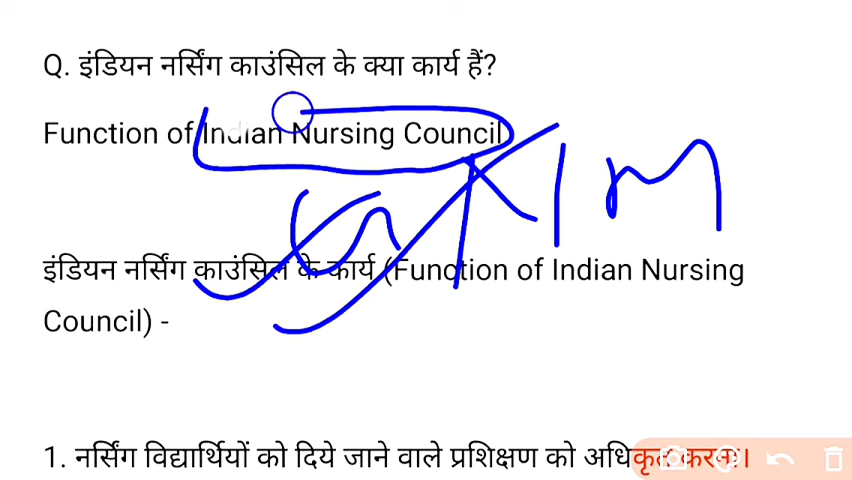 Q. इंडियन नर्सिंग काउंसिल के क्या कार्य हैं?
Function of Indian Nursing Council
इंडियन नर्सिंग काउंसिल के कार्य (Function of Indian Nursing
Council) -
1. नर्सिंग विद्यार्थियों को दिये जाने वाले प्रशिक्षण को अधिकृत करना।